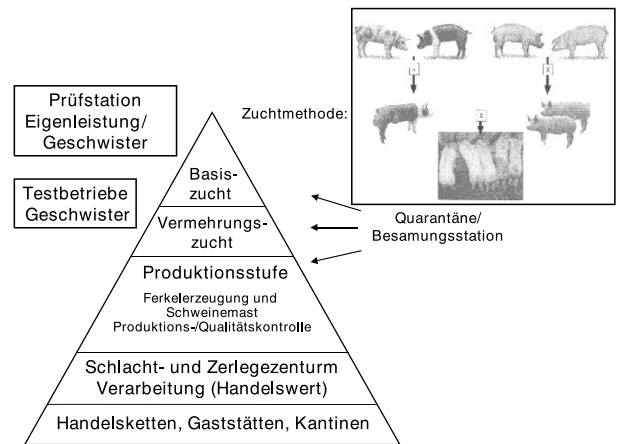 Prüfstation
Eigenleistung/
Geschwister
Testbetriebe
Geschwister
Zuchtmethode:
X
X
X
Basis-
zucht
Vermehrungs-
zucht
Quarantäne/
Besamungsstation
Produktionsstufe
Ferkelerzeugung und
Schweinemast
Produktions-/Qualitätskontrolle
Schlacht- und Zerlegezenturm
Verarbeitung (Handelswert)
Handelsketten, Gaststätten, Kantinen